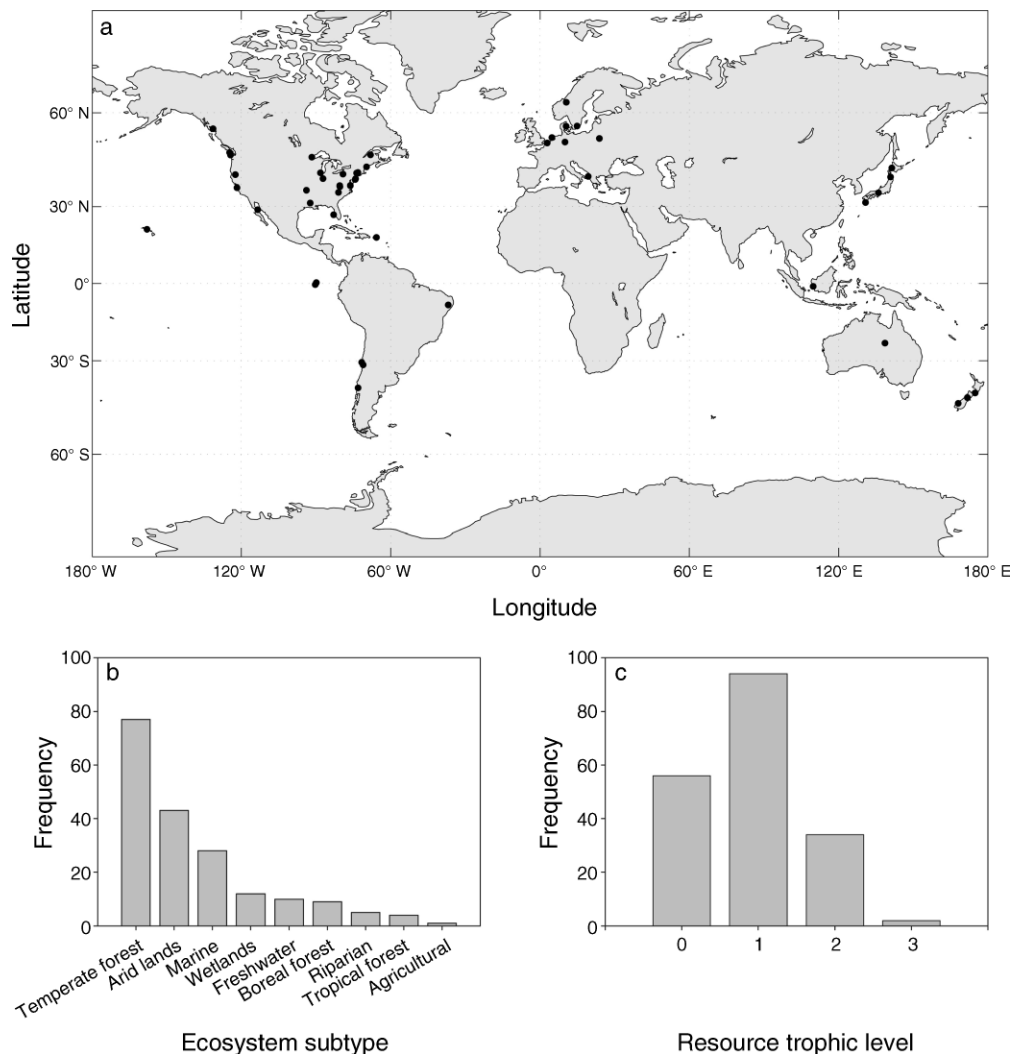 a
60° N
30° N
0°
30° S
60° S
Latitude
180° W
120° W
60° W
0°
60° E
120° E
180° E
Longitude
b
100
80
60
40
20
0
Frequency
Temperate forest
Arid lands
Marine
Wetlands
Freshwater
Boreal forest
Riparian
Tropical forest
Agricultural
Ecosystem subtype
c
100
80
60
40
20
0
Frequency
0
1
2
3
Resource trophic level